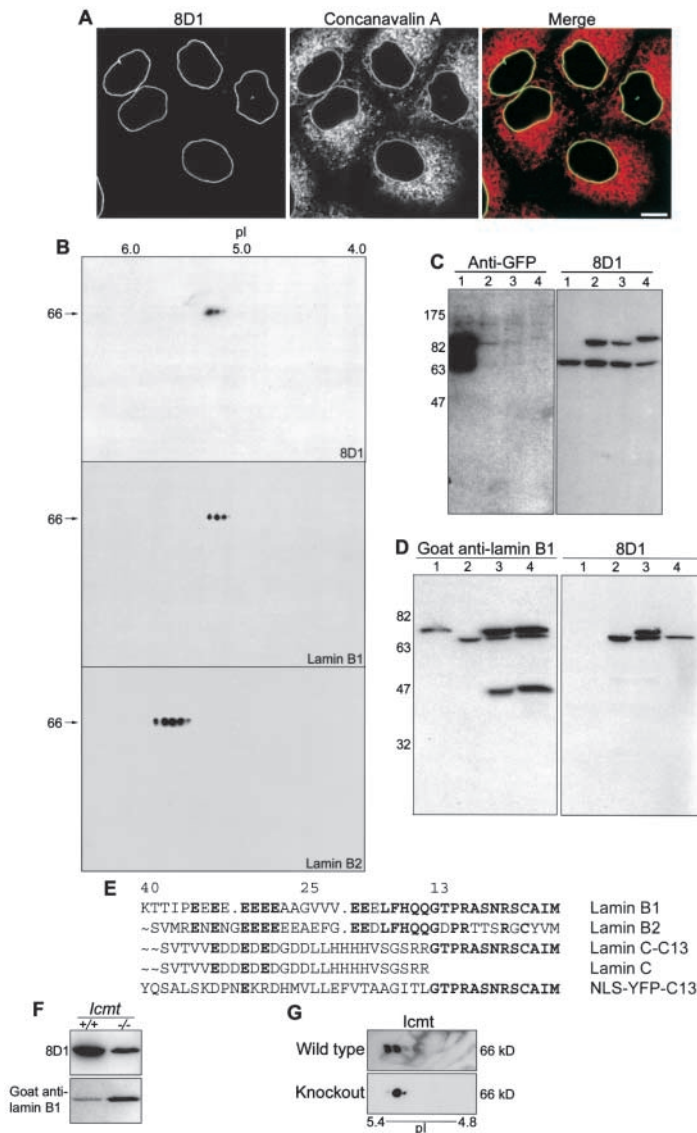 A
8D1 Concanavalin A Merge
B
pI
6.0 5.0 4.0
66
8D1
66
Lamin B1
66
Lamin B2
C
Anti-GFP 8D1
1 2 3 4 1 2 3 4
175
82
63
47
D
Goat anti-lamin B1 8D1
1 2 3 4 1 2 3 4
82
63
47
32
E
40 25 13
KTTIPEEEE.EEEEAAGVVV.EEELFHQQGTPRASNRSCAIM Lamin B1
~SVMRENENGEEEEEEAEFG.EEDLFHQQGDPRTTSRGCYVM Lamin B2
~~SVTVVEDDEDEDGDDLLHHHHVSGSRRGTPRASNRSCAIM Lamin C-C13
~~SVTVVEDDEDEDGDDLLHHHHVSGSRR Lamin C
YQSALSKDPNEKRDHMVLLEFVTAAGITLGTPRASNRSCAIM NLS-YFP-C13
F
Icmt
+/+ -/-
8D1
Goat anti-
lamin B1
G
Icmt
Wild type 66 kD
Knockout 66 kD
5.4 4.8
pI